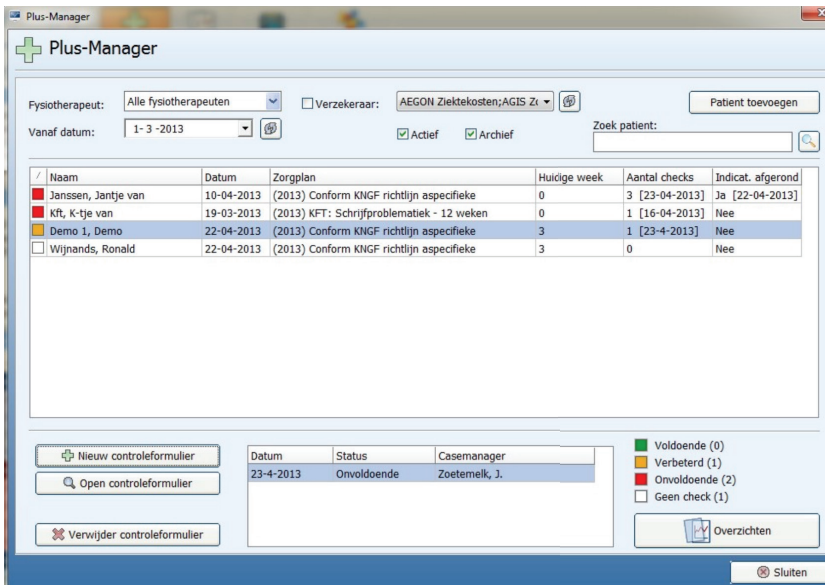 Plus-Manager
Plus-Manager
Fysiotherapeut: Alle fysiotherapeuten Verzekeraar: AEGON Ziektekosten;AGIS Zo Patient toevoegen
Vanaf datum: 1- 3 -2013 Actief Archief Zoek patient:
Naam Datum Zorgplan Huidige week Aantal checks Indicat. afgerond
Janssen, Jantje van 10-04-2013 (2013) Conform KNGF richtlijn aspecifieke 0 3 [23-04-2013] Ja [22-04-2013]
Kft, K-tje van 19-03-2013 (2013) KFT: Schrijfproblematiek - 12 weken 0 1 [16-04-2013] Nee
Demo 1, Demo 22-04-2013 (2013) Conform KNGF richtlijn aspecifieke 3 1 [23-4-2013] Nee
Wijnands, Ronald 22-04-2013 (2013) Conform KNGF richtlijn aspecifieke 3 0 Nee
Nieuw controleformulier
Open controleformulier
Verwijder controleformulier
Datum Status Casemanager
23-4-2013 Onvoldoende Zoetemelk, J.
Voldoende (0)
Verbeterd (1)
Onvoldoende (2)
Geen check (1)
Overzichten
Sluiten